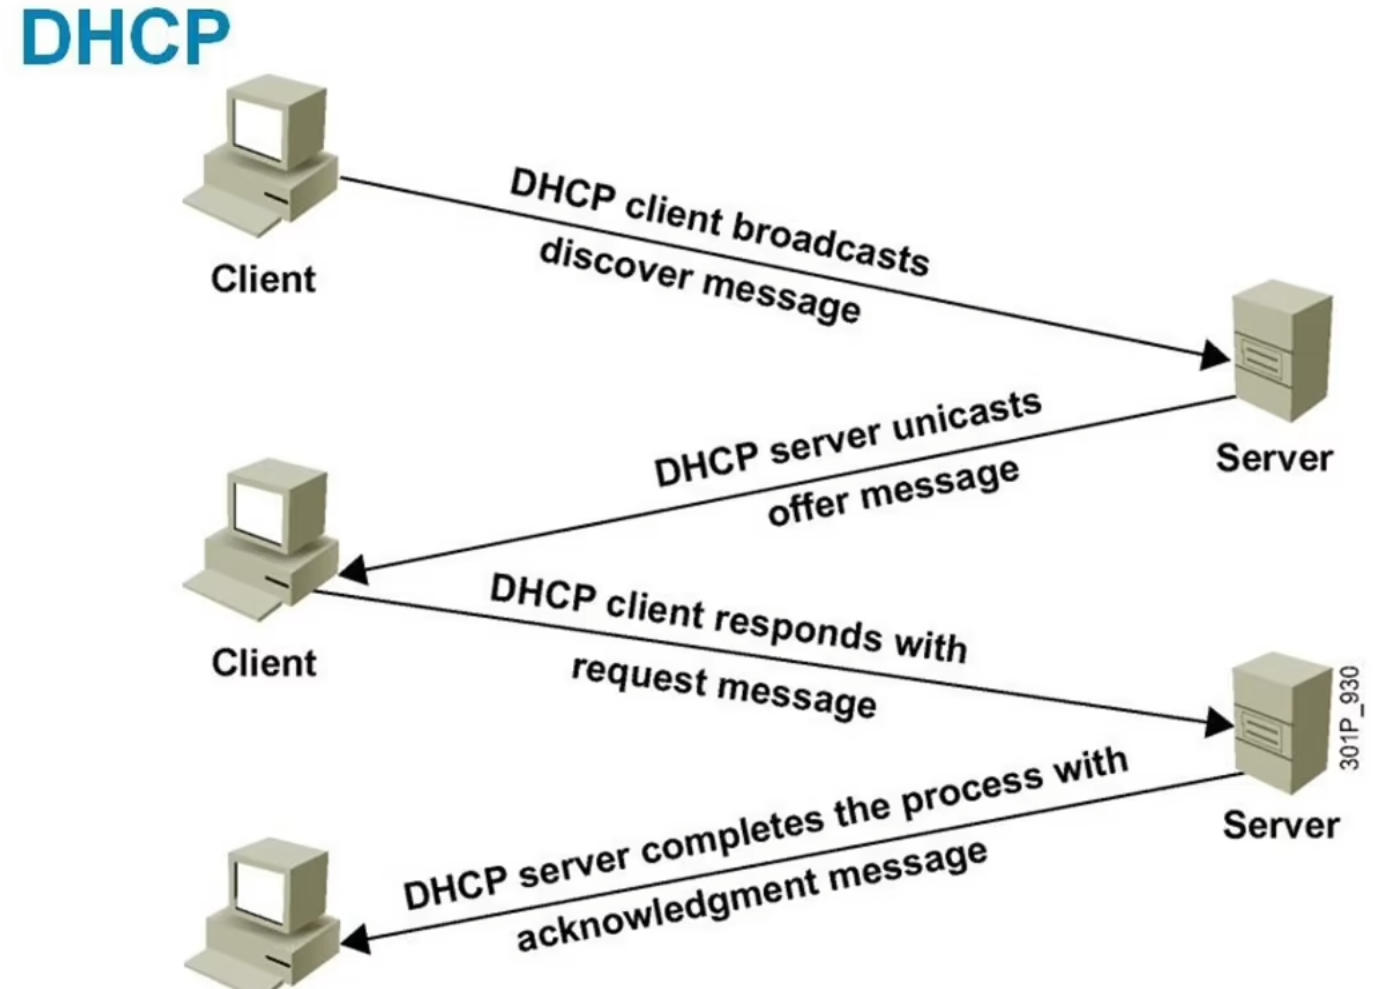 DHCP
DHCP client broadcasts
discover message
Client
DHCP server unicasts
offer message
Server
DHCP client responds with
request message
Client
301P_930
DHCP server completes the process with
acknowledgment message
Server